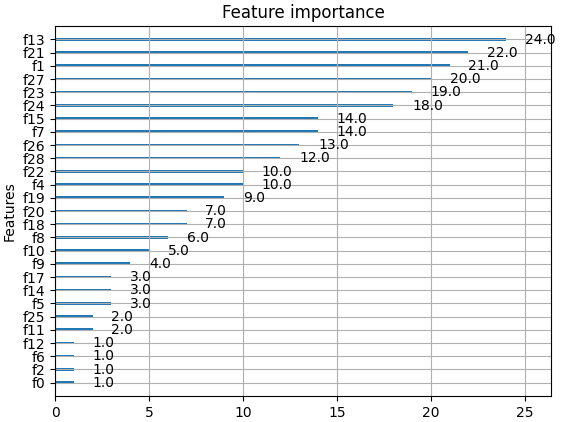 Feature importance
Features
f13 24.0
f21 22.0
f1 21.0
f27 20.0
f23 19.0
f24 18.0
f15 14.0
f7 14.0
f26 13.0
f28 12.0
f22 10.0
f4 10.0
f19 9.0
f20 7.0
f18 7.0
f8 6.0
f10 5.0
f9 4.0
f17 3.0
f14 3.0
f5 3.0
f25 2.0
f11 2.0
f12 1.0
f6 1.0
f2 1.0
f0 1.0
0 5 10 15 20 25